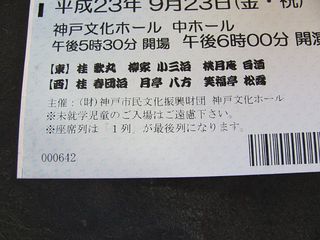 平成23年 9月23日(金・祝)
神戸文化ホール 中ホール
午後5時30分 開場 午後6:00分 開演
【東】桂 歌丸 柳家 小三治 桃月庵 白酒
【西】桂 春団治 月亭 八方 笑福亭 松喬
主催：(財)神戸市民文化振興財団 神戸文化ホール
※未就学児童のご入場はご遠慮下さい。
※座席列は「1列」が最後列になります。
000642